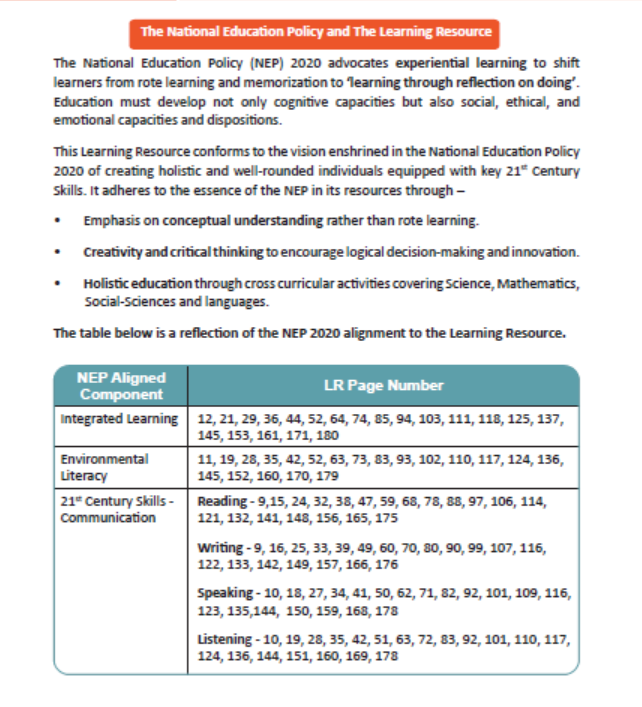 The National Education Policy and The Learning Resource
The National Education Policy (NEP) 2020 advocates experiential learning to shift
learners from rote learning and memorization to ‘learning through reflection on doing’.
Education must develop not only cognitive capacities but also social, ethical, and
emotional capacities and dispositions.
This Learning Resource conforms to the vision enshrined in the National Education Policy
2020 of creating holistic and well-rounded individuals equipped with key 21st Century
Skills. It adheres to the essence of the NEP in its resources through –
• Emphasis on conceptual understanding rather than rote learning.
• Creativity and critical thinking to encourage logical decision-making and innovation.
• Holistic education through cross curricular activities covering Science, Mathematics,
Social-Sciences and languages.
The table below is a reflection of the NEP 2020 alignment to the Learning Resource.
NEP Aligned
Component
LR Page Number
Integrated Learning
12, 21, 29, 36, 44, 52, 64, 74, 85, 94, 103, 111, 118, 125, 137,
145, 153, 161, 171, 180
Environmental
Literacy
11, 19, 28, 35, 42, 52, 63, 73, 83, 93, 102, 110, 117, 124, 136,
145, 152, 160, 170, 179
21st Century Skills -
Communication
Reading - 9,15, 24, 32, 38, 47, 59, 68, 78, 88, 97, 106, 114,
121, 132, 141, 148, 156, 165, 175
Writing - 9, 16, 25, 33, 39, 49, 60, 70, 80, 90, 99, 107, 116,
122, 133, 142, 149, 157, 166, 176
Speaking - 10, 18, 27, 34, 41, 50, 62, 71, 82, 92, 101, 109, 116,
123, 135,144, 150, 159, 168, 178
Listening - 10, 19, 28, 35, 42, 51, 63, 72, 83, 92, 101, 110, 117,
124, 136, 144, 151, 160, 169, 178